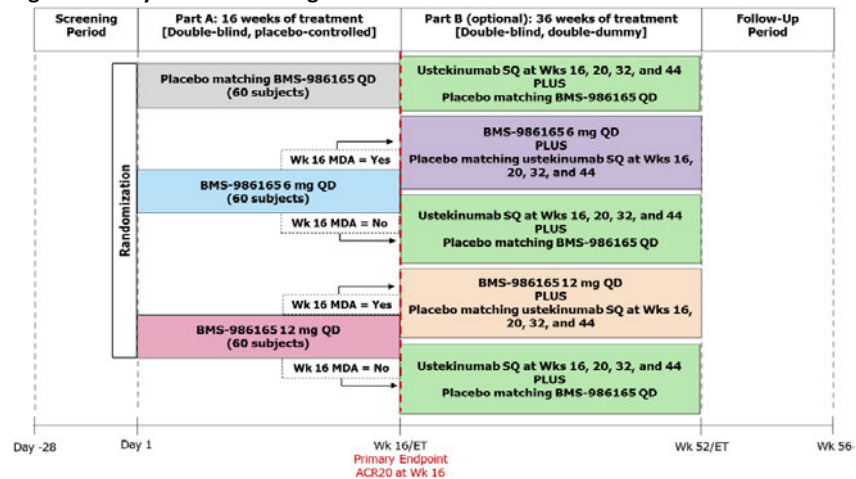 Screening
Period
Part A: 16 weeks of treatment
[Double-blind, placebo-controlled]
Part B (optional): 36 weeks of treatment
[Double-blind, double-dummy]
Follow-Up
Period
Randomization
Placebo matching BMS-986165 QD
(60 subjects)
Ustekinumab SQ at Wks 16, 20, 32, and 44
PLUS
Placebo matching BMS-986165 QD
Wk 16 MDA = Yes
BMS-986165 6 mg QD
PLUS
Placebo matching ustekinumab SQ at Wks 16,
20, 32, and 44
BMS-986165 6 mg QD
(60 subjects)
Wk 16 MDA = No
Ustekinumab SQ at Wks 16, 20, 32, and 44
PLUS
Placebo matching BMS-986165 QD
Wk 16 MDA = Yes
BMS-986165 12 mg QD
PLUS
Placebo matching ustekinumab SQ at Wks 16,
20, 32, and 44
BMS-986165 12 mg QD
(60 subjects)
Wk 16 MDA = No
Ustekinumab SQ at Wks 16, 20, 32, and 44
PLUS
Placebo matching BMS-986165 QD
Day -28
Day 1
Wk 16/ET
Wk 52/ET
Wk 56
Primary Endpoint
ACR20 at Wk 16